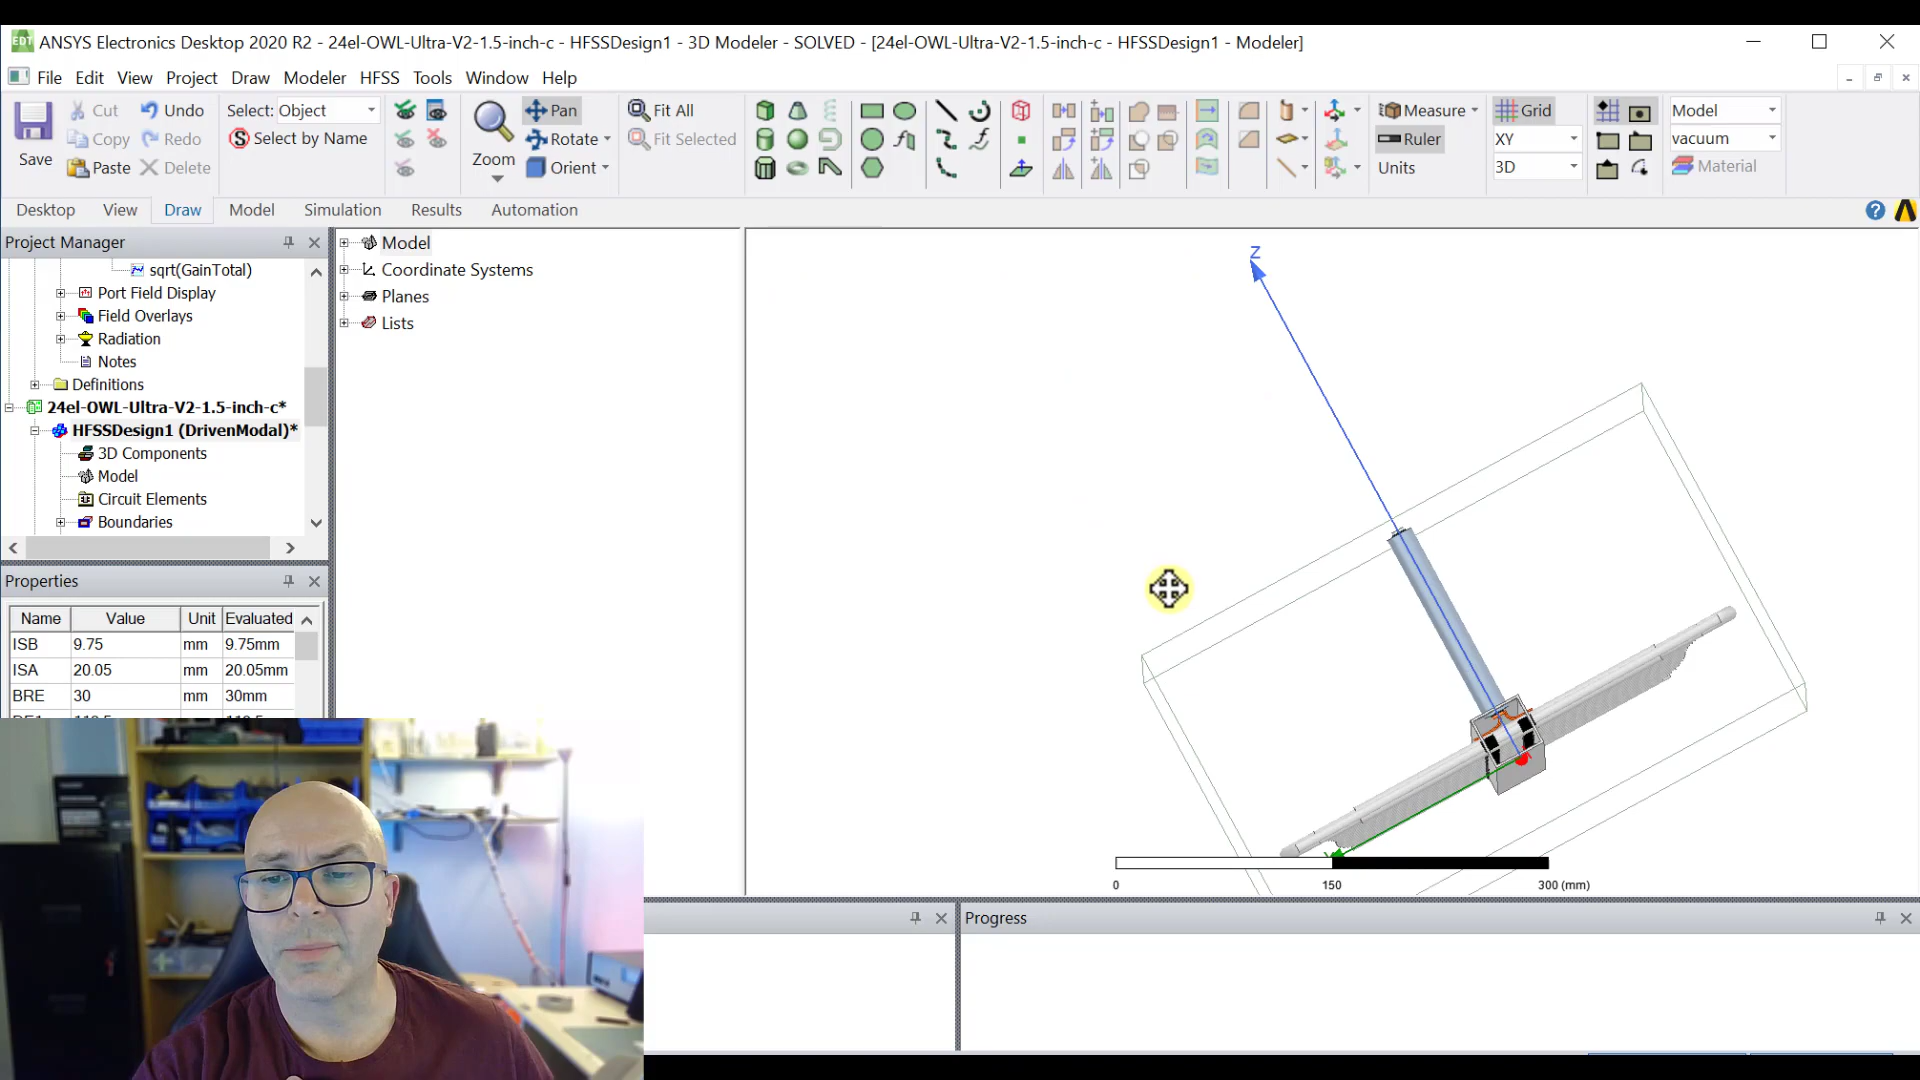 EDT ANSYS Electronics Desktop 2020 R2 - 24el-OWL-Ultra-V2-1.5-inch-c - HFSSDesign1 - 3D Modeler - SOLVED - [24el-OWL-Ultra-V2-1.5-inch-c - HFSSDesign1 - Modeler]
File Edit View Project Draw Modeler HFSS Tools Window Help
Cut Undo Select: Object Pan Fit All Measure Grid Model
Copy Redo Select by Name Rotate Fit Selected Ruler XY vacuum
Save Paste Delete Zoom Orient Units 3D Material
Desktop View Draw Model Simulation Results Automation
Project Manager
sqrt(GainTotal)
Port Field Display
Field Overlays
Radiation
Notes
Definitions
24el-OWL-Ultra-V2-1.5-inch-c*
HFSSDesign1 (DrivenModal)*
3D Components
Model
Circuit Elements
Boundaries
Model
Coordinate Systems
Planes
Lists
Properties
Name Value Unit Evaluated
ISB 9.75 mm 9.75mm
ISA 20.05 mm 20.05mm
BRE 30 mm 30mm
Z
0 150 300 (mm)
Progress